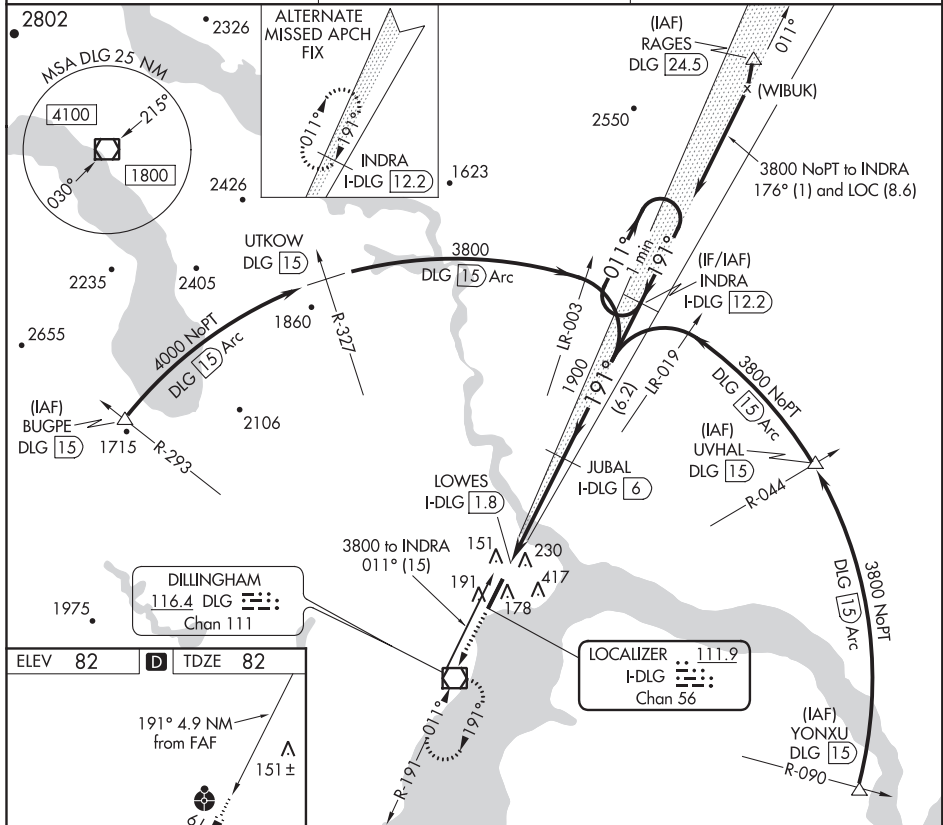 2802
2326
MSA DLG 25 NM
4100
215°
030°
1800
ALTERNATE
MISSED APCH
FIX
011°
191°
INDRA
I-DLG 12.2
2426
1623
2550
(IAF)
RAGES
DLG 24.5
011°
(WIBUK)
3800 NoPT to INDRA
176° (1) and LOC (8.6)
UTKOW
DLG 15
3800
DLG 15 Arc
011°
1 min
191°
(IF/IAF)
INDRA
I-DLG 12.2
2235
2405
1860
2655
4000 NoPT
DLG 15 Arc
R-327
LR-003
1900
191°
(6.2)
LR-019
3800 NoPT
DLG 15 Arc
(IAF)
BUGPE
DLG 15
1715
R-293
2106
(IAF)
UVHAL
DLG 15
R-044
JUBAL
I-DLG 6
LOWES
I-DLG 1.8
3800 to INDRA
011° (15)
151
230
191
417
178
3800 NoPT
DLG 15 Arc
DILLINGHAM
116.4 DLG
Chan 111
1975
LOCALIZER 111.9
I-DLG
Chan 56
(IAF)
YONXU
DLG 15
R-090
011°
191°
R-191
ELEV 82 D TDZE 82
191° 4.9 NM
from FAF
151±